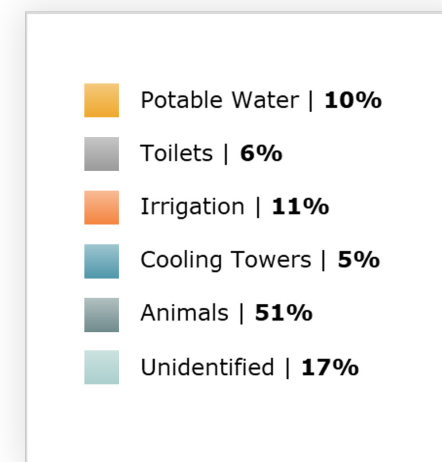 Potable Water | 10%
Toilets | 6%
Irrigation | 11%
Cooling Towers | 5%
Animals | 51%
Unidentified | 17%